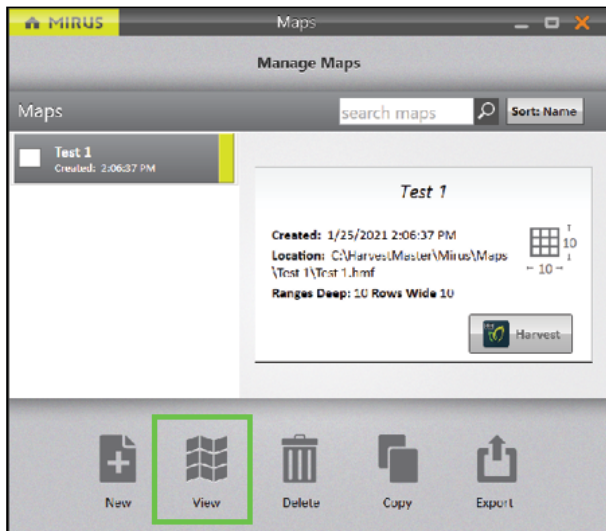 MIRUS
Maps
Manage Maps
Maps
search maps
Sort: Name
Test 1
Created: 2:06:37 PM
Test 1
Created: 1/25/2021 2:06:37 PM
Location: C:\HarvestMaster\Mirus\Maps
\Test 1\Test 1.hmf
Ranges Deep: 10 Rows Wide 10
10
10
Harvest
New
View
Delete
Copy
Export